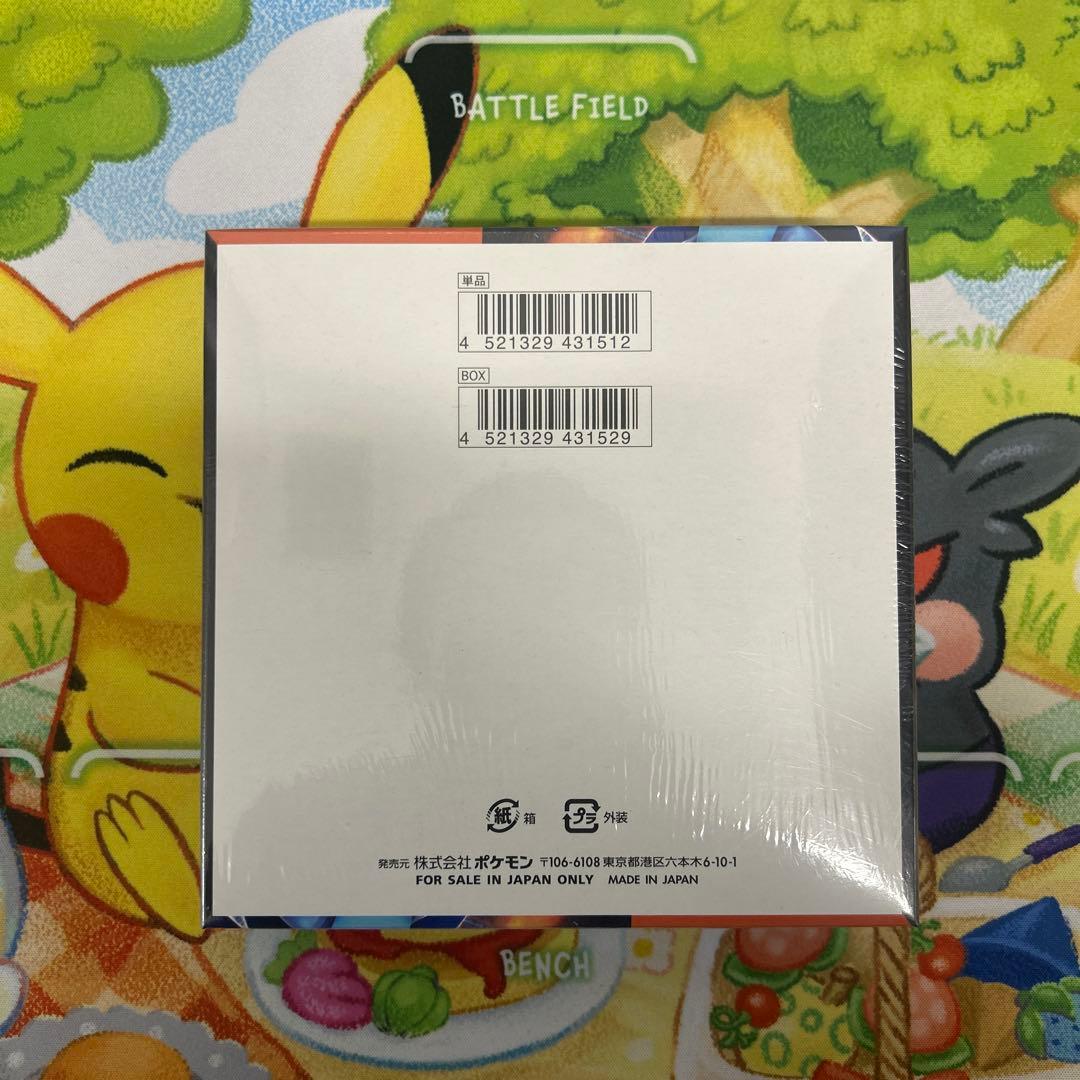 BATTLE FIELD
単品
4 521329 431512
BOX
4 521329 431529
紙 箱 プラ 外装
発売元 株式会社 ポケモン 〒106-6108 東京都港区六本木6-10-1
FOR SALE IN JAPAN ONLY MADE IN JAPAN
BENCH